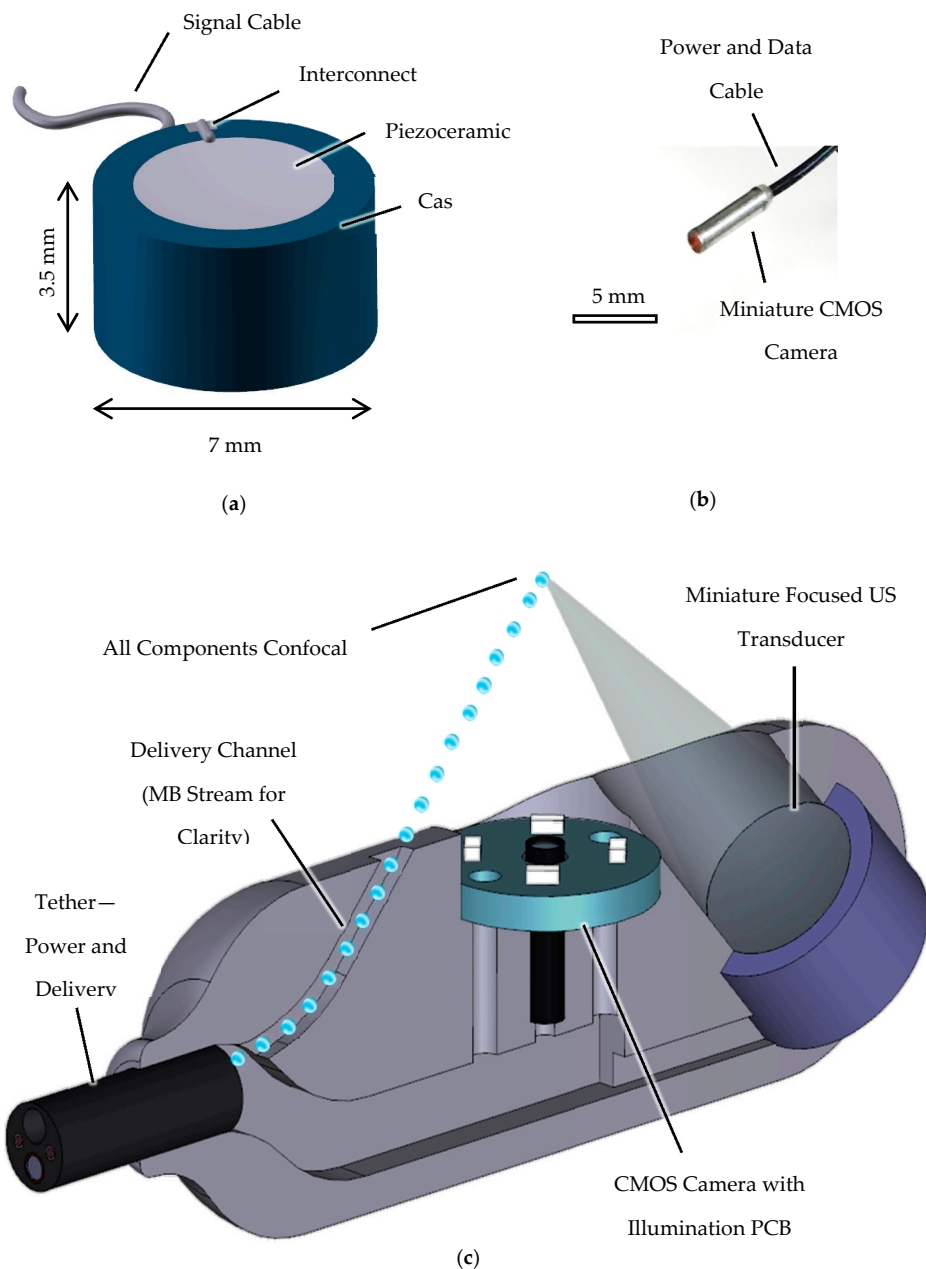 Signal Cable
Interconnect
Piezoceramic
Cas
3.5 mm
7 mm
(a)
Power and Data
Cable
5 mm
Miniature CMOS
Camera
(b)
Miniature Focused US
Transducer
All Components Confocal
Delivery Channel
(MB Stream for
Clarity)
Tether—
Power and
Delivery
CMOS Camera with
Illumination PCB
(c)